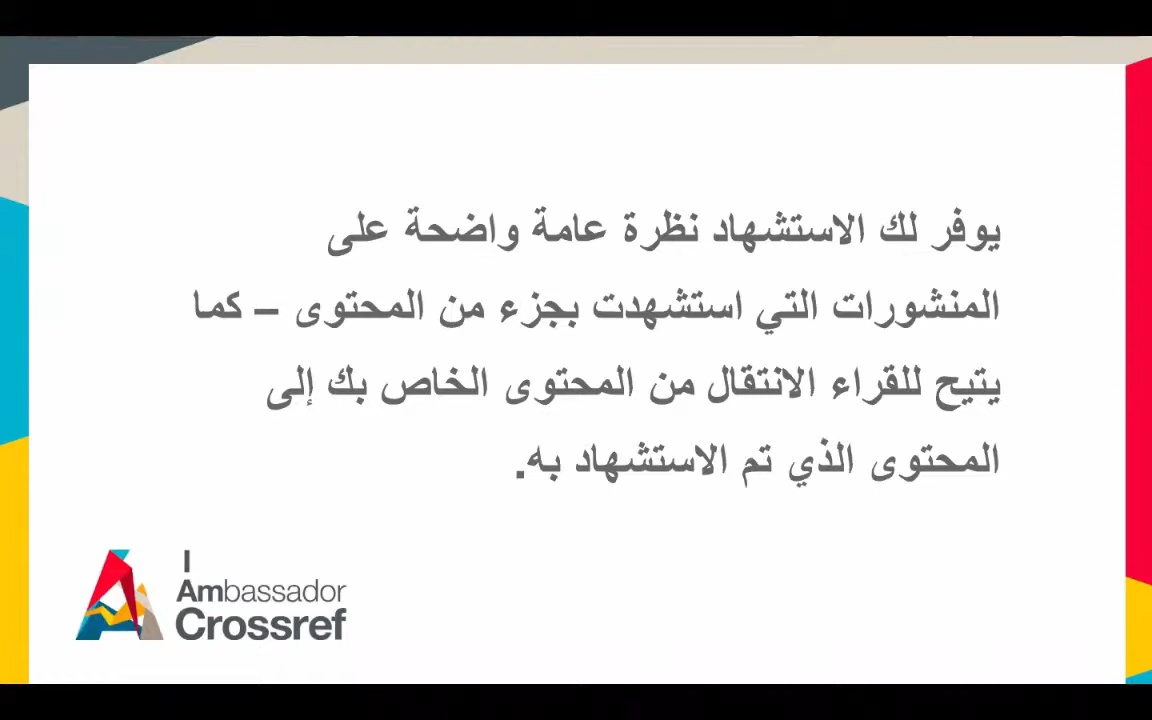 يوفر لك الاستشهاد نظرة عامة واضحة على
المنشورات التي استشهدت بجزء من المحتوى – كما
يتيح للقراء الانتقال من المحتوى الخاص بك إلى
المحتوى الذي تم الاستشهاد به.
I
Ambassador
Crossref